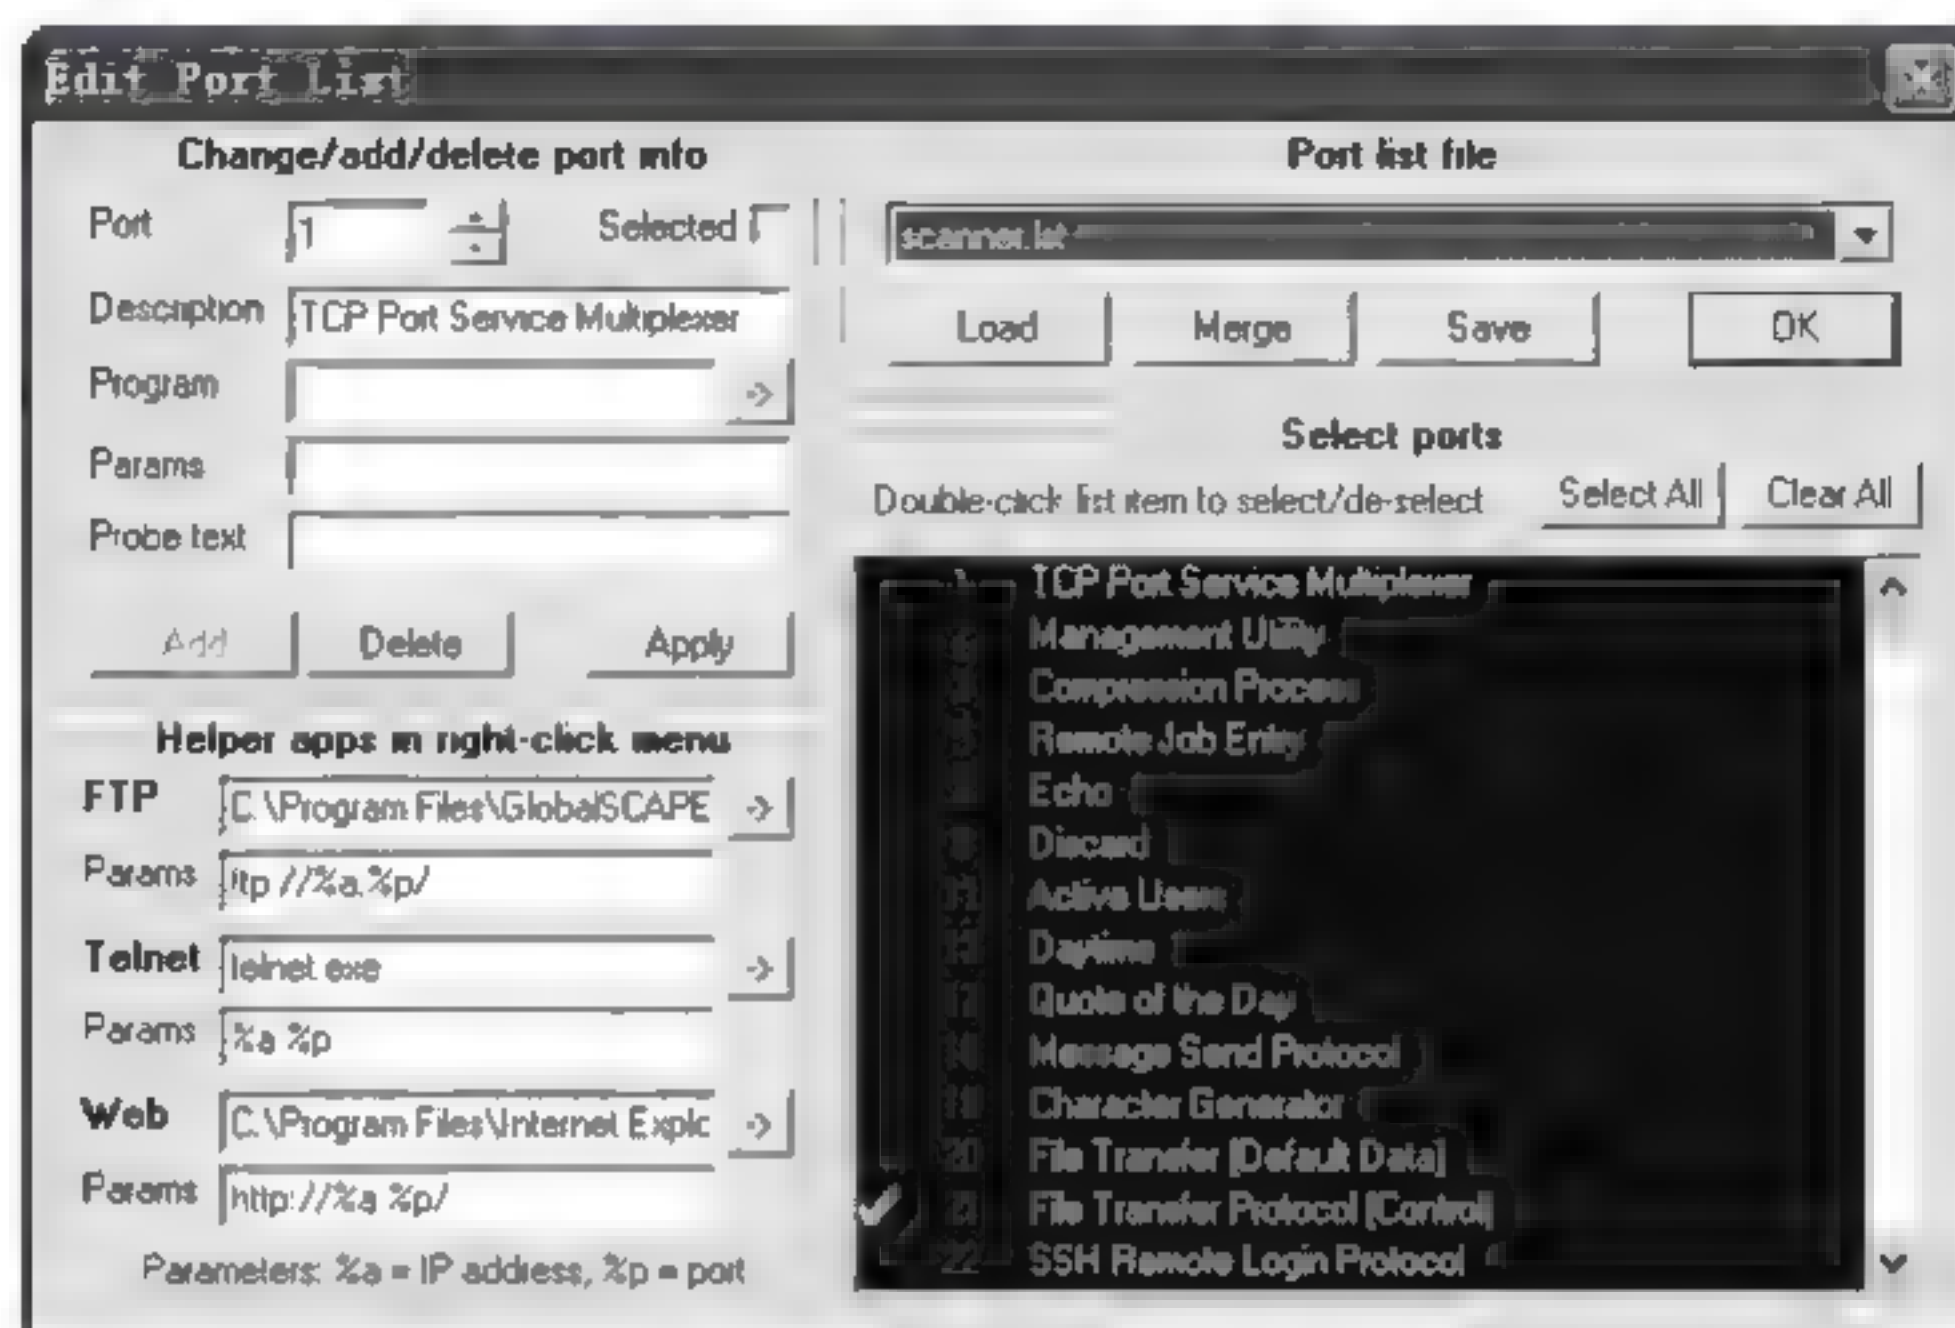 Edit Port List
Change/add/delete port info
Port 1 Selected
Description TCP Port Service Multiplexer
Program ->
Params
Probe text
Add Delete Apply
Helper apps in right-click menu
FTP C:\Program Files\GlobalSCAPE ->
Params ftp://%a:%p/
Telnet telnet.exe ->
Params %a %p
Web C:\Program Files\Internet Explc ->
Params http://%a:%p/
Parameters: %a = IP address, %p = port
Port list file
scanner.lst
Load Merge Save OK
Select ports
Double-click list item to select/de-select Select All Clear All
TCP Port Service Multiplexer
Management Utility
Compression Process
Remote Job Entry
Echo
Discard
Active Users
Daytime
Quote of the Day
Message Send Protocol
Character Generator
20 File Transfer [Default Data]
21 File Transfer Protocol [Control]
22 SSH Remote Login Protocol